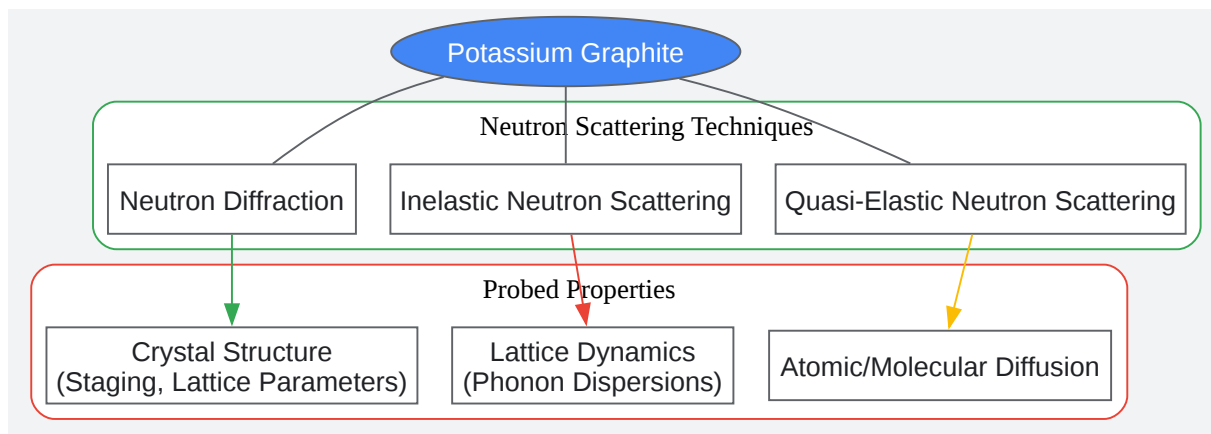 Potassium Graphite
Neutron Scattering Techniques
Neutron Diffraction
Inelastic Neutron Scattering
Quasi-Elastic Neutron Scattering
Probed Properties
Crystal Structure
(Staging, Lattice Parameters)
Lattice Dynamics
(Phonon Dispersions)
Atomic/Molecular Diffusion